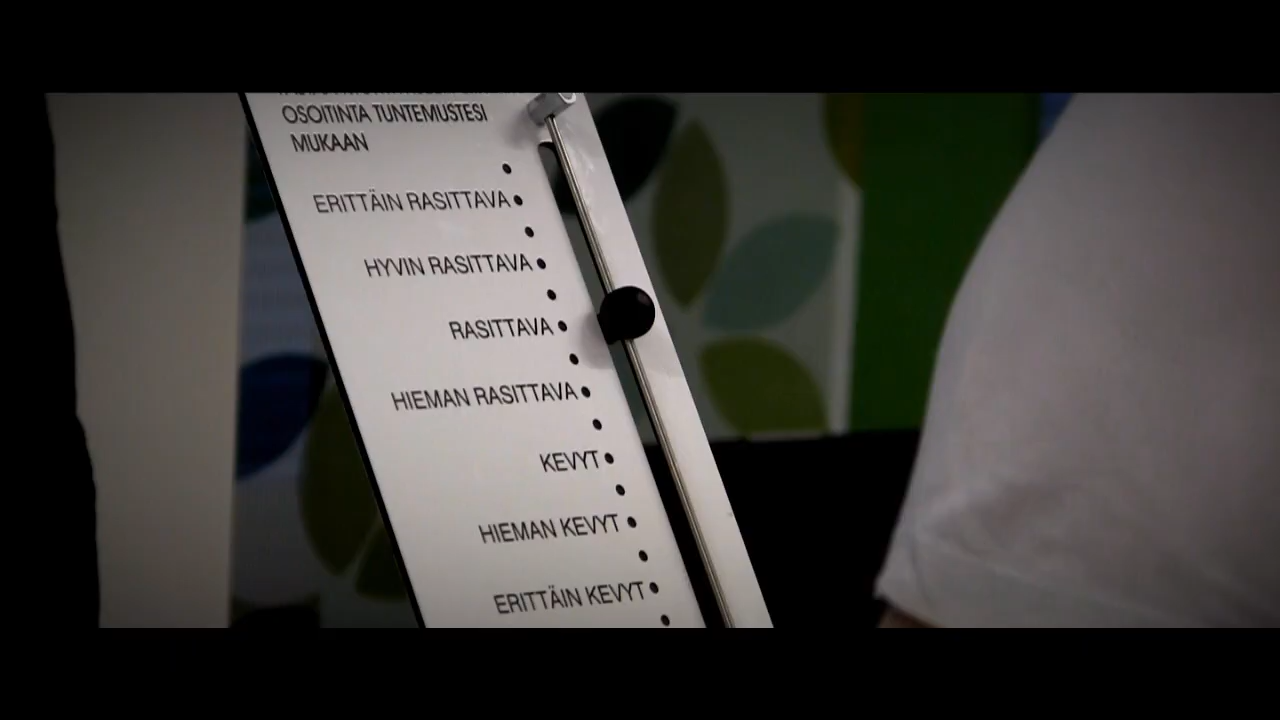 OSOITINTA TUNTEMUSTESI
MUKAAN
ERITTÄIN RASITTAVA
HYVIN RASITTAVA
RASITTAVA
HIEMAN RASITTAVA
KEVYT
HIEMAN KEVYT
ERITTÄIN KEVYT